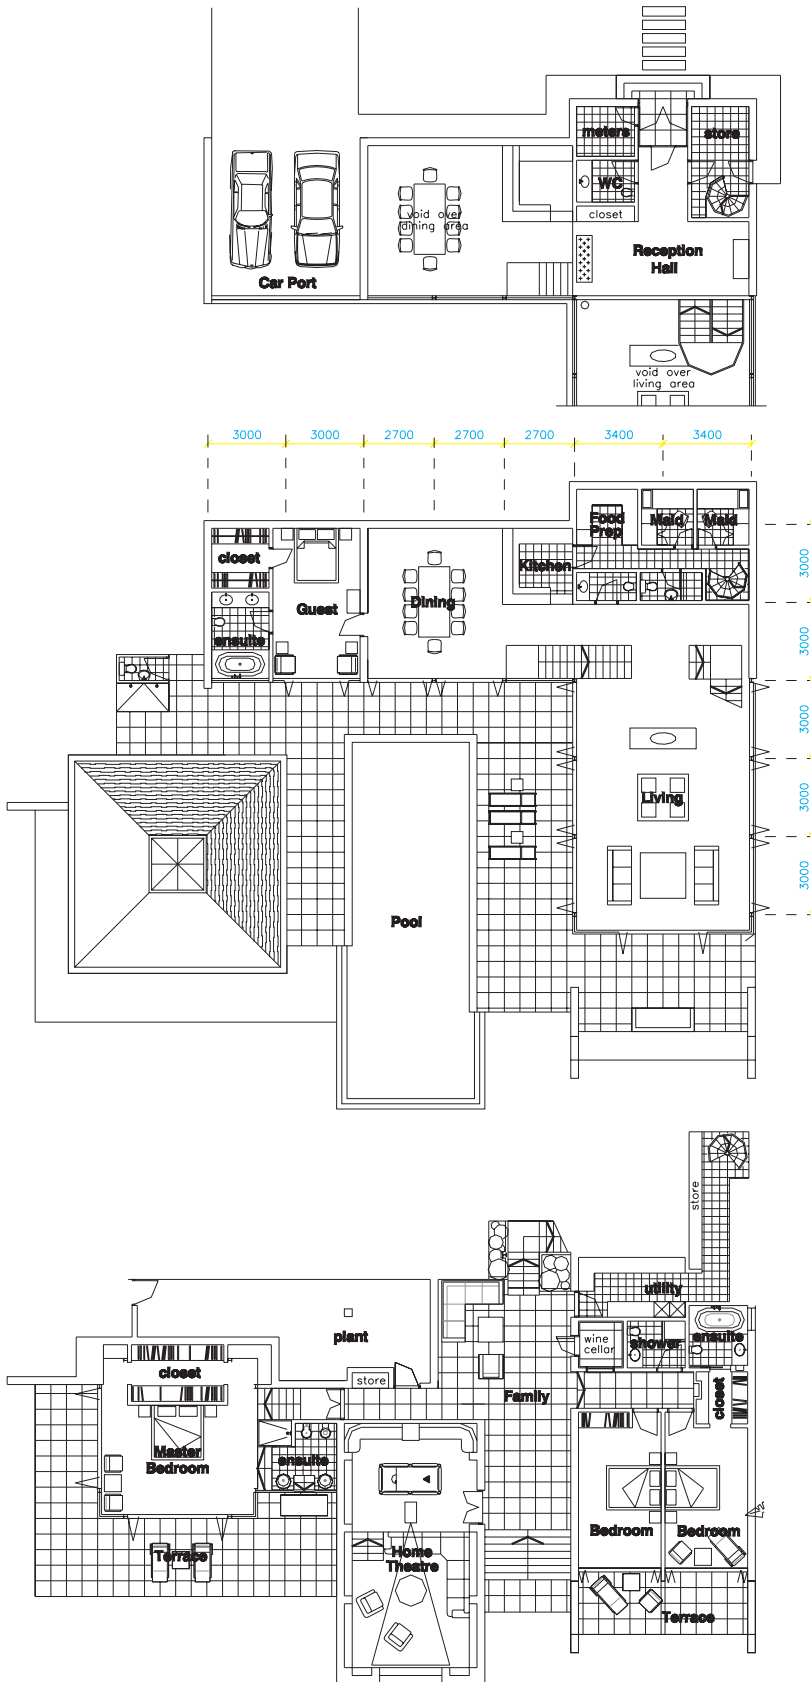 meters
store
WC
closet
void over
dining area
Reception
Hall
Car Port
void over
living area
3000
3000
2700
2700
2700
3400
3400
Food
Prep
Maid
Maid
closet
Kitchen
3000
Guest
Dining
ensuite
3000
3000
Living
3000
3000
Pool
store
utility
plant
wine
cellar
shower
ensuite
closet
store
Family
closet
Master
Bedroom
ensuite
Bedroom
Bedroom
Terrace
Home
Theatre
Terrace